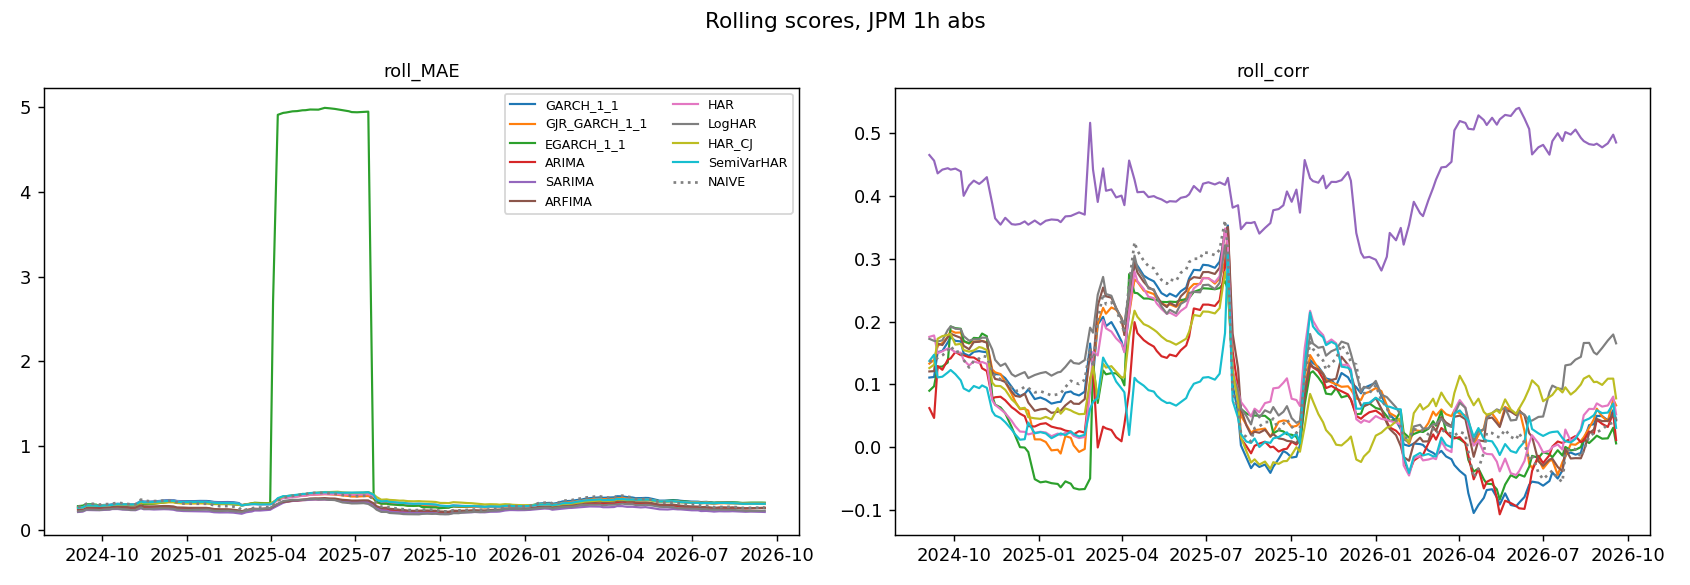 Rolling scores, JPM 1h abs
roll_MAE
5
4
3
2
1
0
GARCH_1_1
GJR_GARCH_1_1
EGARCH_1_1
ARIMA
SARIMA
ARFIMA
HAR
LogHAR
HAR_CJ
SemiVarHAR
NAIVE
2024-10 2025-01 2025-04 2025-07 2025-10 2026-01 2026-04 2026-07 2026-10
roll_corr
0.5
0.4
0.3
0.2
0.1
0.0
−0.1
2024-10 2025-01 2025-04 2025-07 2025-10 2026-01 2026-04 2026-07 2026-10